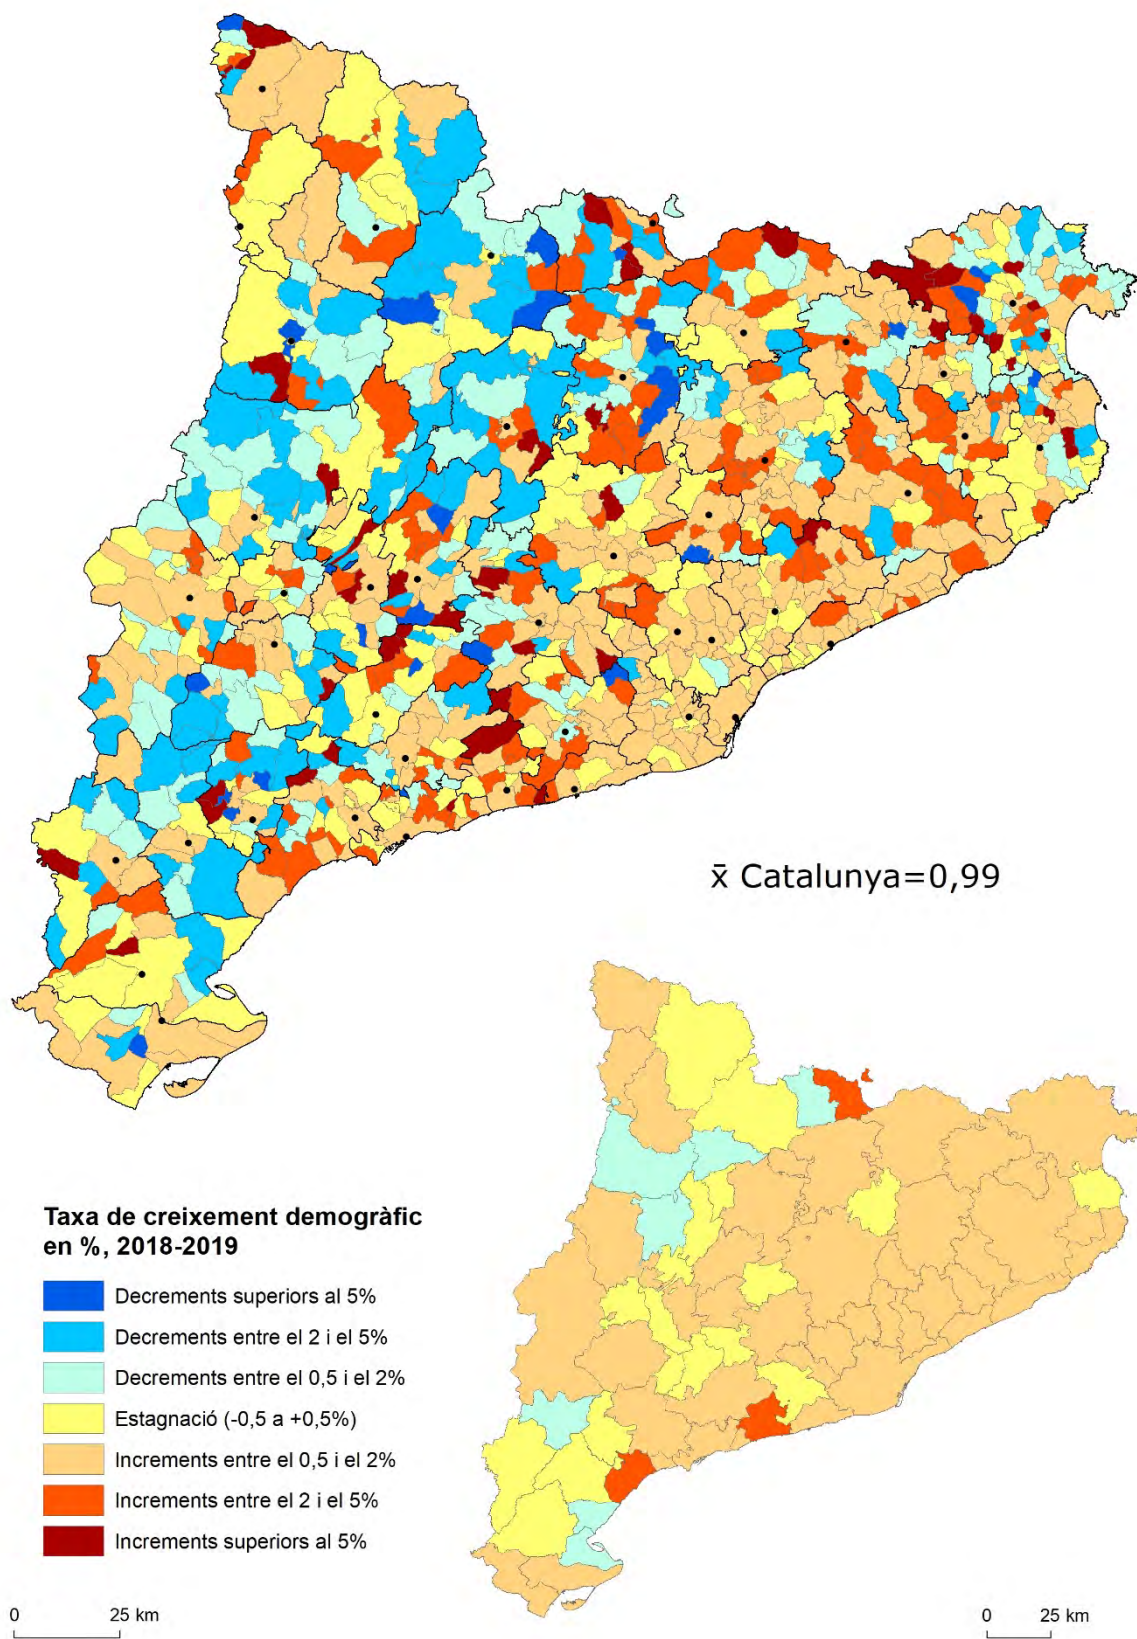 x̄ Catalunya=0,99
Taxa de creixement demogràfic
en %, 2018-2019
Decrements superiors al 5%
Decrements entre el 2 i el 5%
Decrements entre el 0,5 i el 2%
Estagnació (-0,5 a +0,5%)
Increments entre el 0,5 i el 2%
Increments entre el 2 i el 5%
Increments superiors al 5%
0 25 km
0 25 km